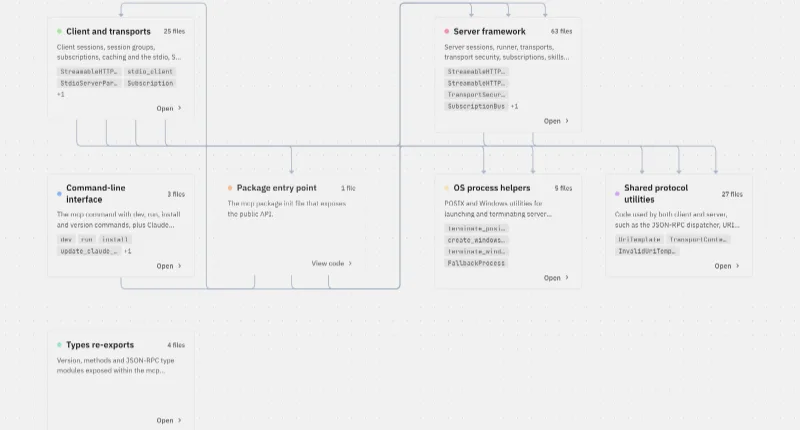 Client and transports 25 files
Client sessions, session groups,
subscriptions, caching and the stdio, S...
StreamableHTTP… stdio_client
StdioServerPar… Subscription
+1
Open >
Server framework 63 files
Server sessions, runner, transports,
transport security, subscriptions, skills...
StreamableHTTP…
StreamableHTTP…
TransportSecur…
SubscriptionBus +1
Open >
Command-line
interface 3 files
The mcp command with dev, run, install
and version commands, plus Claude...
dev run install
update_claude_… +1
Open >
Package entry point 1 file
The mcp package init file that exposes
the public API.
View code >
OS process helpers 5 files
POSIX and Windows utilities for
launching and terminating server...
terminate_posi…
create_windows…
terminate_wind…
FallbackProcess
Open >
Shared protocol
utilities 27 files
Code used by both client and server,
such as the JSON-RPC dispatcher, URI...
UriTemplate TransportConte…
InvalidUriTemp…
Open >
Types re-exports 4 files
Version, methods and JSON-RPC type
modules exposed within the mcp...
Open >